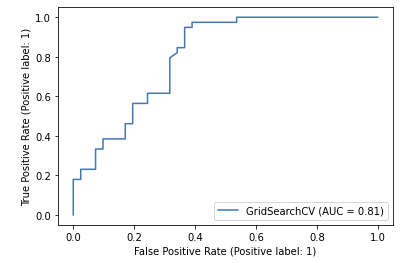 True Positive Rate (Positive label: 1)
1.0
0.8
0.6
0.4
0.2
0.0
GridSearchCV (AUC = 0.81)
0.0 0.2 0.4 0.6 0.8 1.0
False Positive Rate (Positive label: 1)